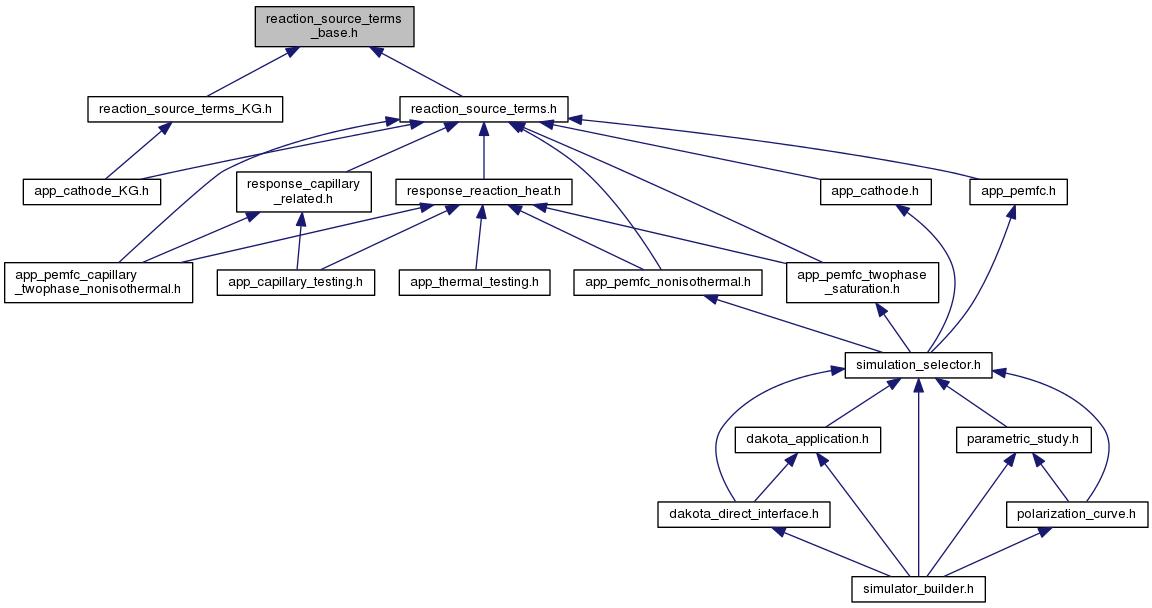 reaction_source_terms
_base.h
reaction_source_terms_KG.h
reaction_source_terms.h
app_cathode_KG.h
response_capillary
_related.h
response_reaction_heat.h
app_cathode.h
app_pemfc.h
app_pemfc_capillary
_twophase_nonisothermal.h
app_capillary_testing.h
app_thermal_testing.h
app_pemfc_nonisothermal.h
app_pemfc_twophase
_saturation.h
simulation_selector.h
dakota_application.h
parametric_study.h
dakota_direct_interface.h
polarization_curve.h
simulator_builder.h